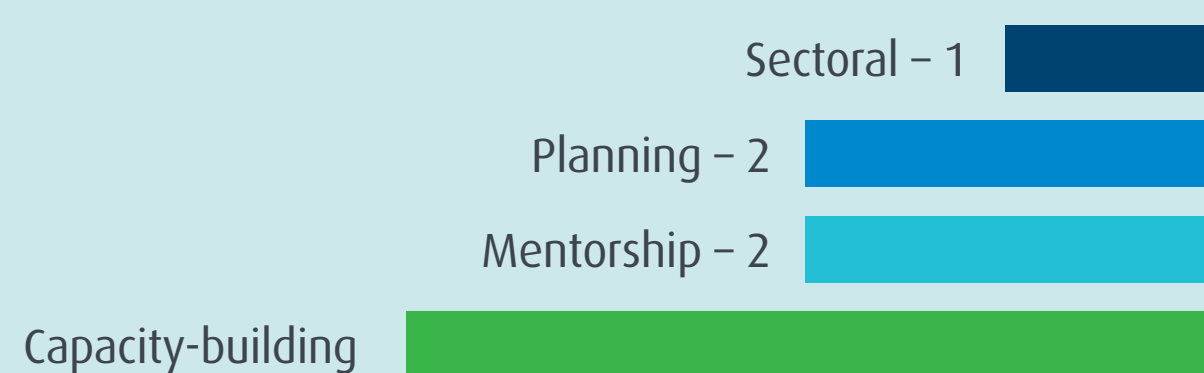 Sectoral – 1
Planning – 2
Mentorship – 2
Capacity-building